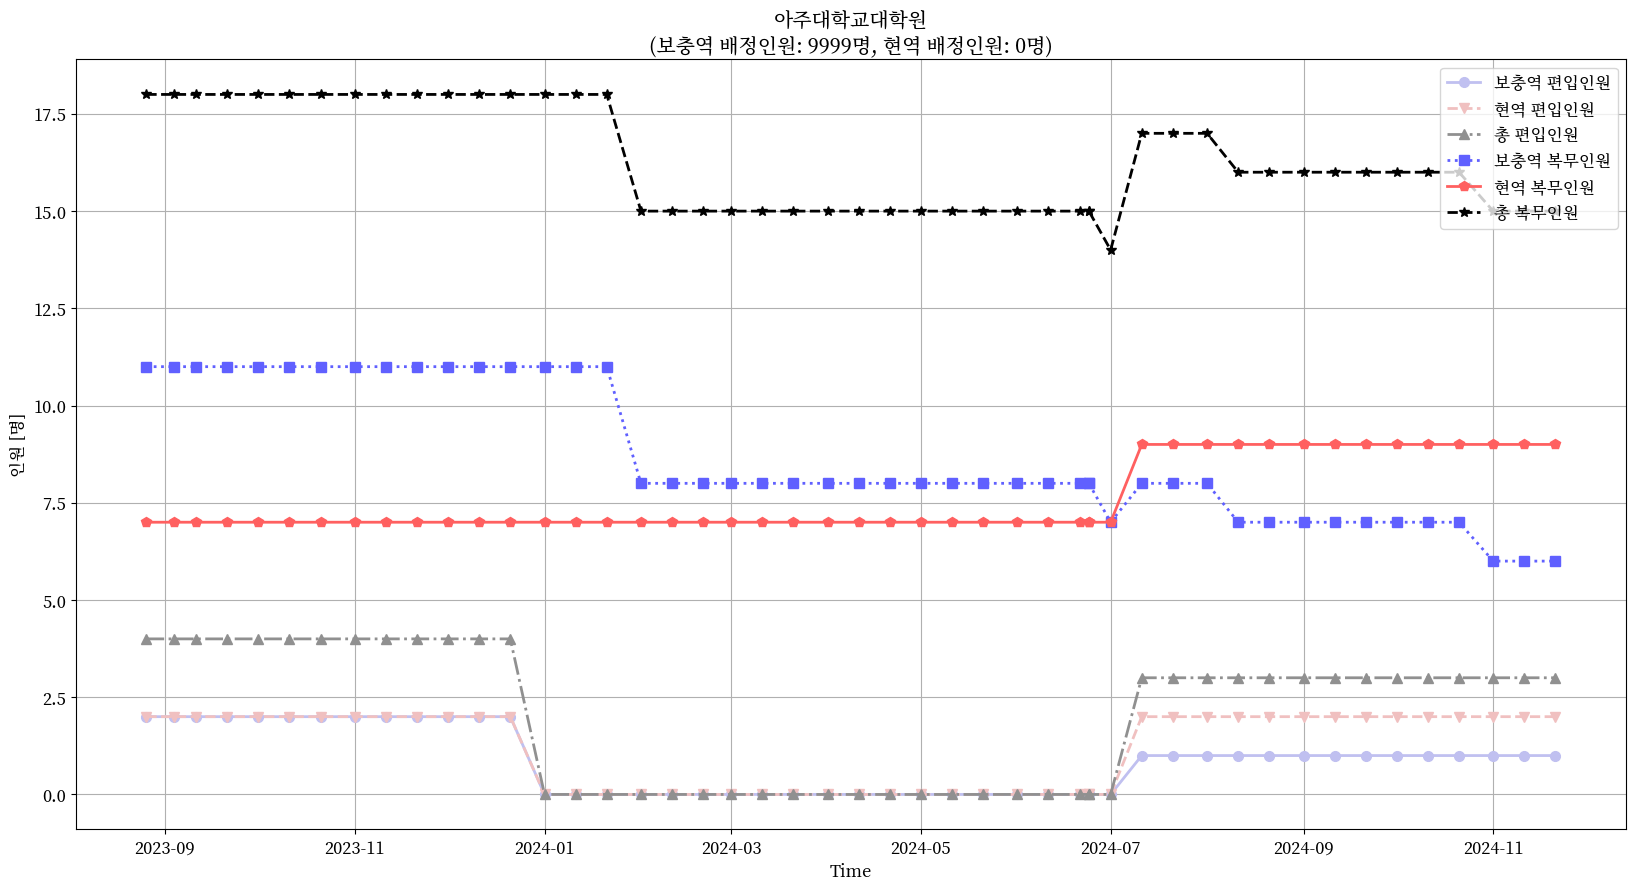 아주대학교대학원
(보충역 배정인원: 9999명, 현역 배정인원: 0명)
보충역 편입인원
현역 편입인원
총 편입인원
보충역 복무인원
현역 복무인원
총 복무인원
17.5
15.0
12.5
10.0
7.5
5.0
2.5
0.0
인원 [명]
2023-09
2023-11
2024-01
2024-03
2024-05
2024-07
2024-09
2024-11
Time